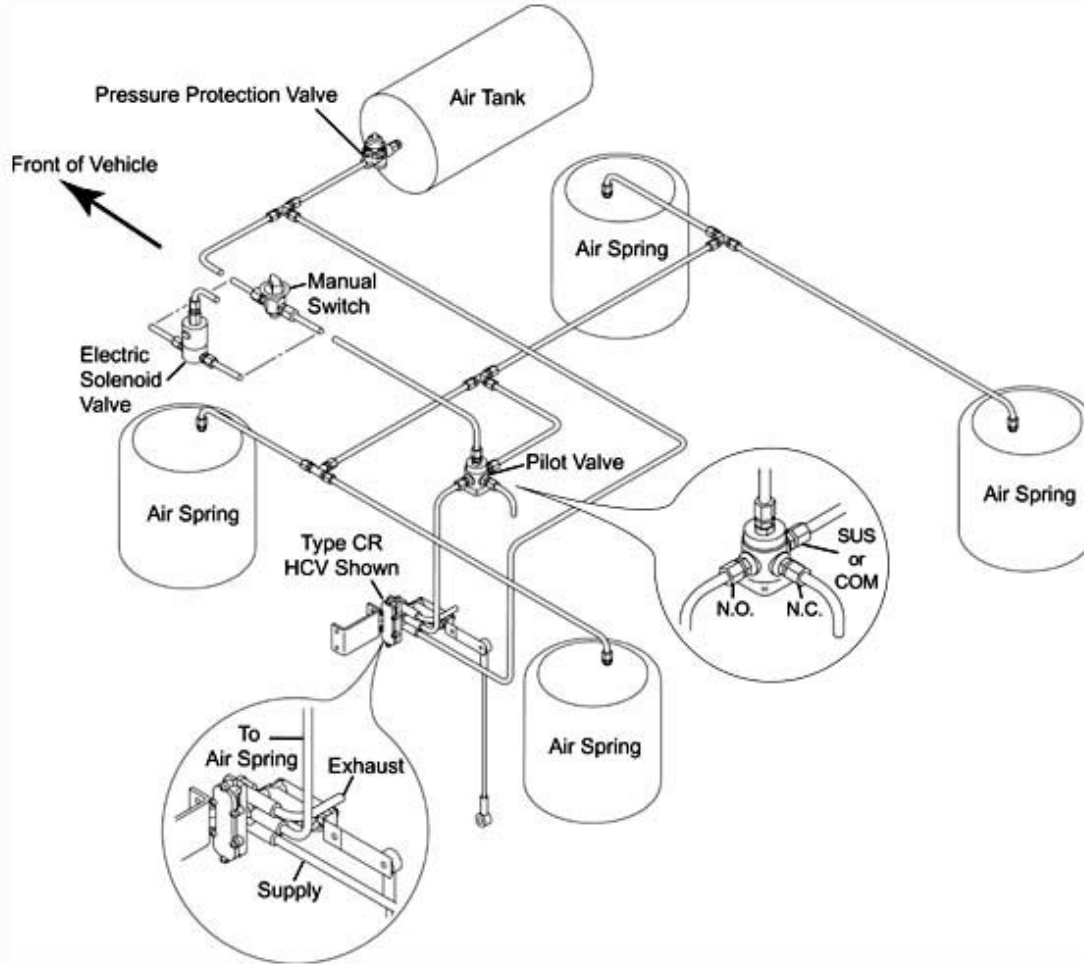 Pressure Protection Valve
Air Tank
Front of Vehicle
Air Spring
Manual
Switch
Electric
Solenoid
Valve
Air Spring
Pilot Valve
Air Spring
SUS
or
COM
N.O.
N.C.
Type CR
HCV Shown
To
Air Spring
Exhaust
Air Spring
Supply